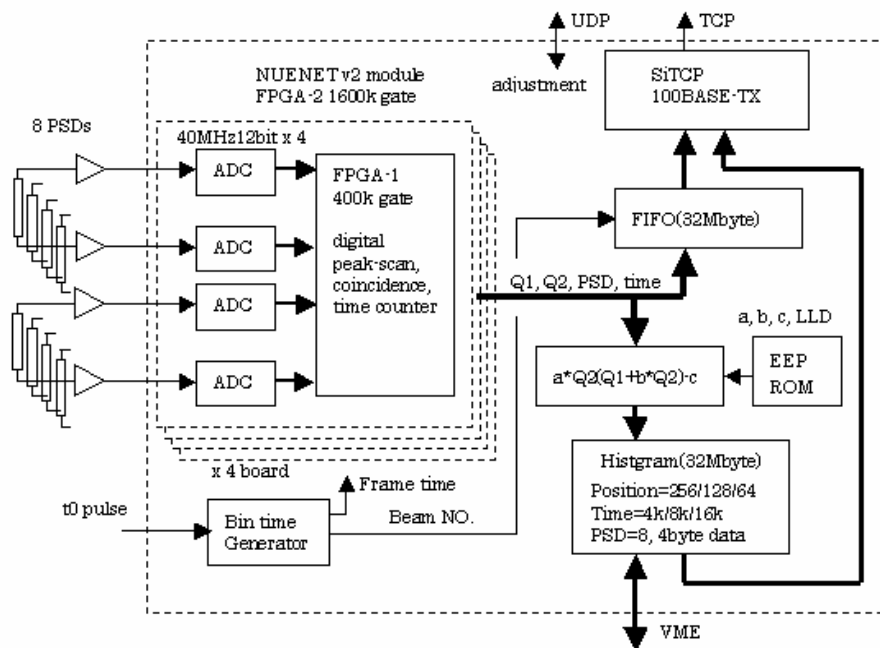 UDP
TCP
adjustment
SiTCP
100BASE-TX
NUENET v2 module
FPGA-2 1600k gate
8 PSDs
40MHz12bit x 4
ADC
ADC
ADC
ADC
FPGA-1
400k gate
digital
peak-scan,
coincidence,
time counter
FIFO(32Mbyte)
Q1, Q2, PSD, time
a, b, c, LLD
a*Q2(Q1+b*Q2)-c
EEP
ROM
x 4 board
Histgram(32Mbyte)
Position=256/128/64
Time=4k/8k/16k
PSD=8, 4byte data
Frame time
t0 pulse
Bin time
Generator
Beam NO.
VME